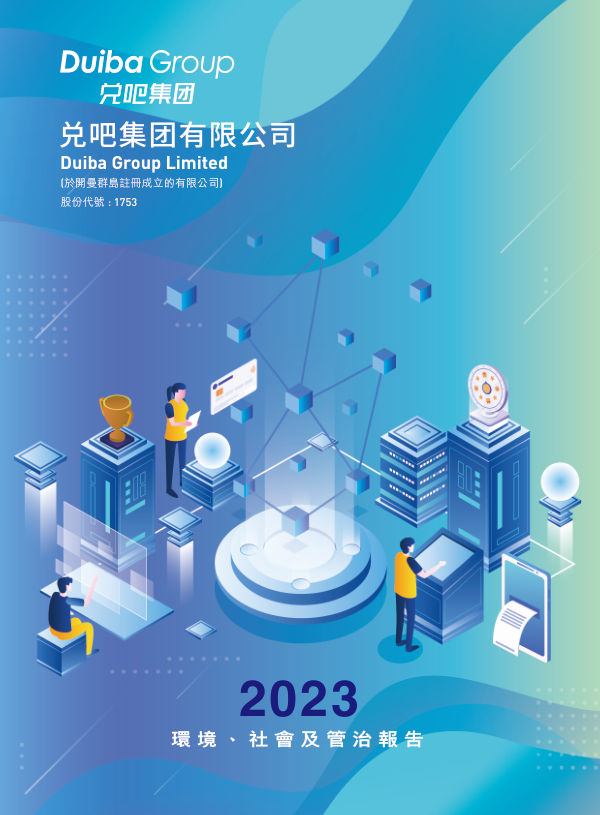 Duiba Group
兑吧集团
兑吧集团有限公司
Duiba Group Limited
(於開曼群島註冊成立的有限公司)
股份代號：1753
2023
環境、社會及管治報告